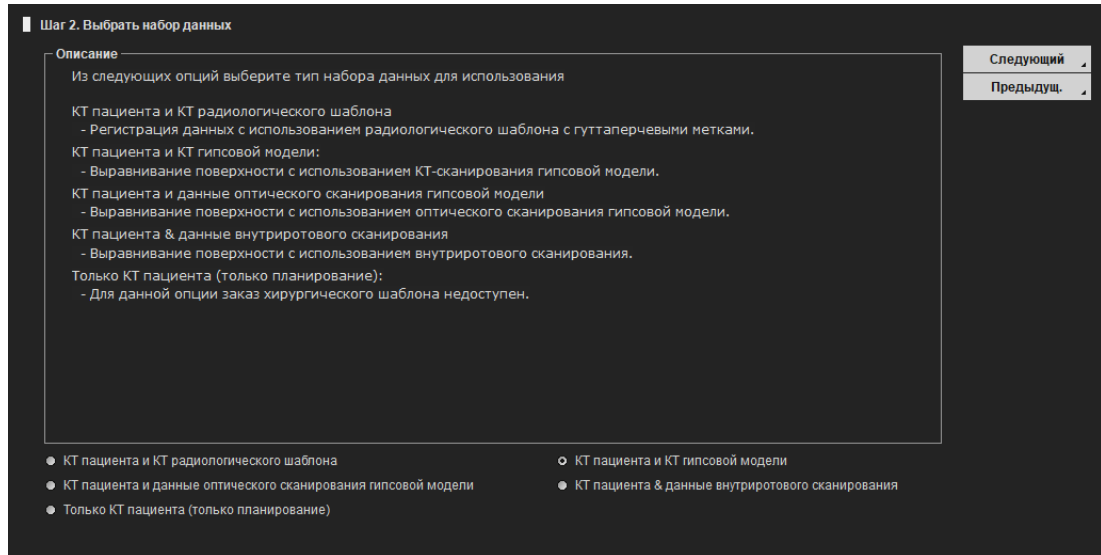 Шаг 2. Выбрать набор данных
Описание
Из следующих опций выберите тип набора данных для использования
КТ пациента и КТ радиологического шаблона
- Регистрация данных с использованием радиологического шаблона с гуттаперчевыми метками.
КТ пациента и КТ гипсовой модели:
- Выравнивание поверхности с использованием КТ-сканирования гипсовой модели.
КТ пациента и данные оптического сканирования гипсовой модели
- Выравнивание поверхности с использованием оптического сканирования гипсовой модели.
КТ пациента & данные внутриротового сканирования
- Выравнивание поверхности с использованием внутриротового сканирования.
Только КТ пациента (только планирование):
- Для данной опции заказ хирургического шаблона недоступен.
Следующий
Предыдущ.
КТ пациента и КТ радиологического шаблона
КТ пациента и КТ гипсовой модели
КТ пациента и данные оптического сканирования гипсовой модели
КТ пациента & данные внутриротового сканирования
Только КТ пациента (только планирование)